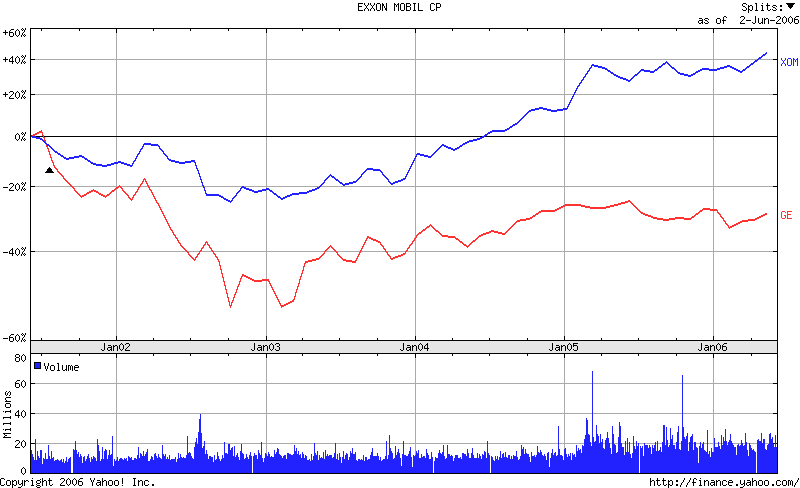 EXXON MOBIL CP
Splits:▼
as of 2-Jun-2006
+60%
+40%
XOM
+20%
0%
-20%
GE
-40%
-60%
Jan02 Jan03 Jan04 Jan05 Jan06
80
Volume
60
Millions
40
20
0
Copyright 2006 Yahoo! Inc.
http://finance.yahoo.com/